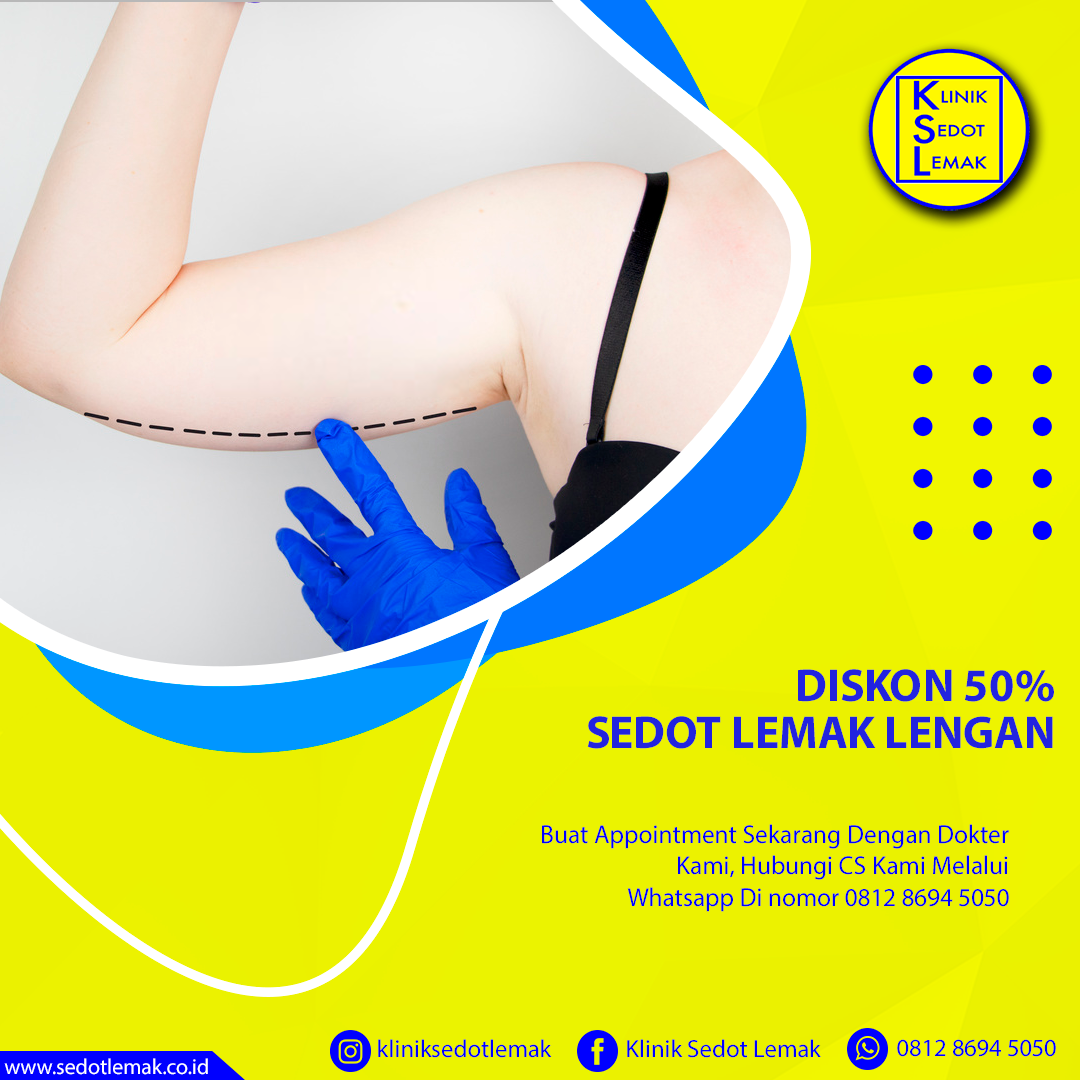 KLINIK
SEDOT
LEMAK
DISKON 50%
SEDOT LEMAK LENGAN
Buat Appointment Sekarang Dengan Dokter
Kami, Hubungi CS Kami Melalui
Whatsapp Di nomor 0812 8694 5050
www.sedotlemak.co.id
kliniksedotlemak
Klinik Sedot Lemak
0812 8694 5050